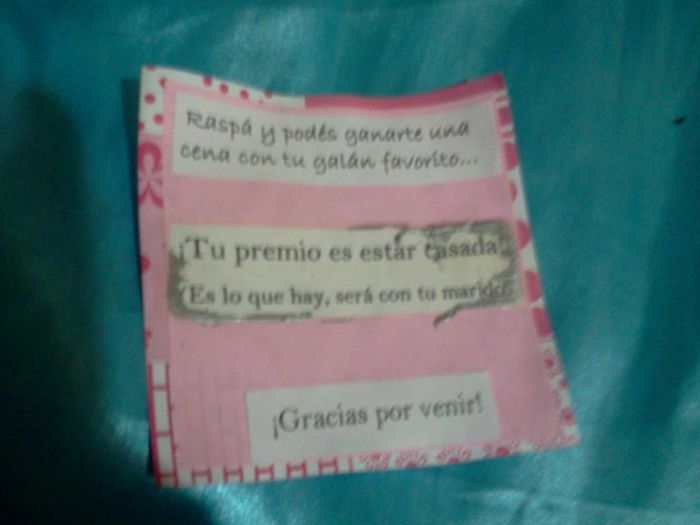 Raspá y podés ganarte una
cena con tu galán favorito...
¡Tu premio es estar casada!
(Es lo que hay, será con tu marido)
¡Gracias por venir!